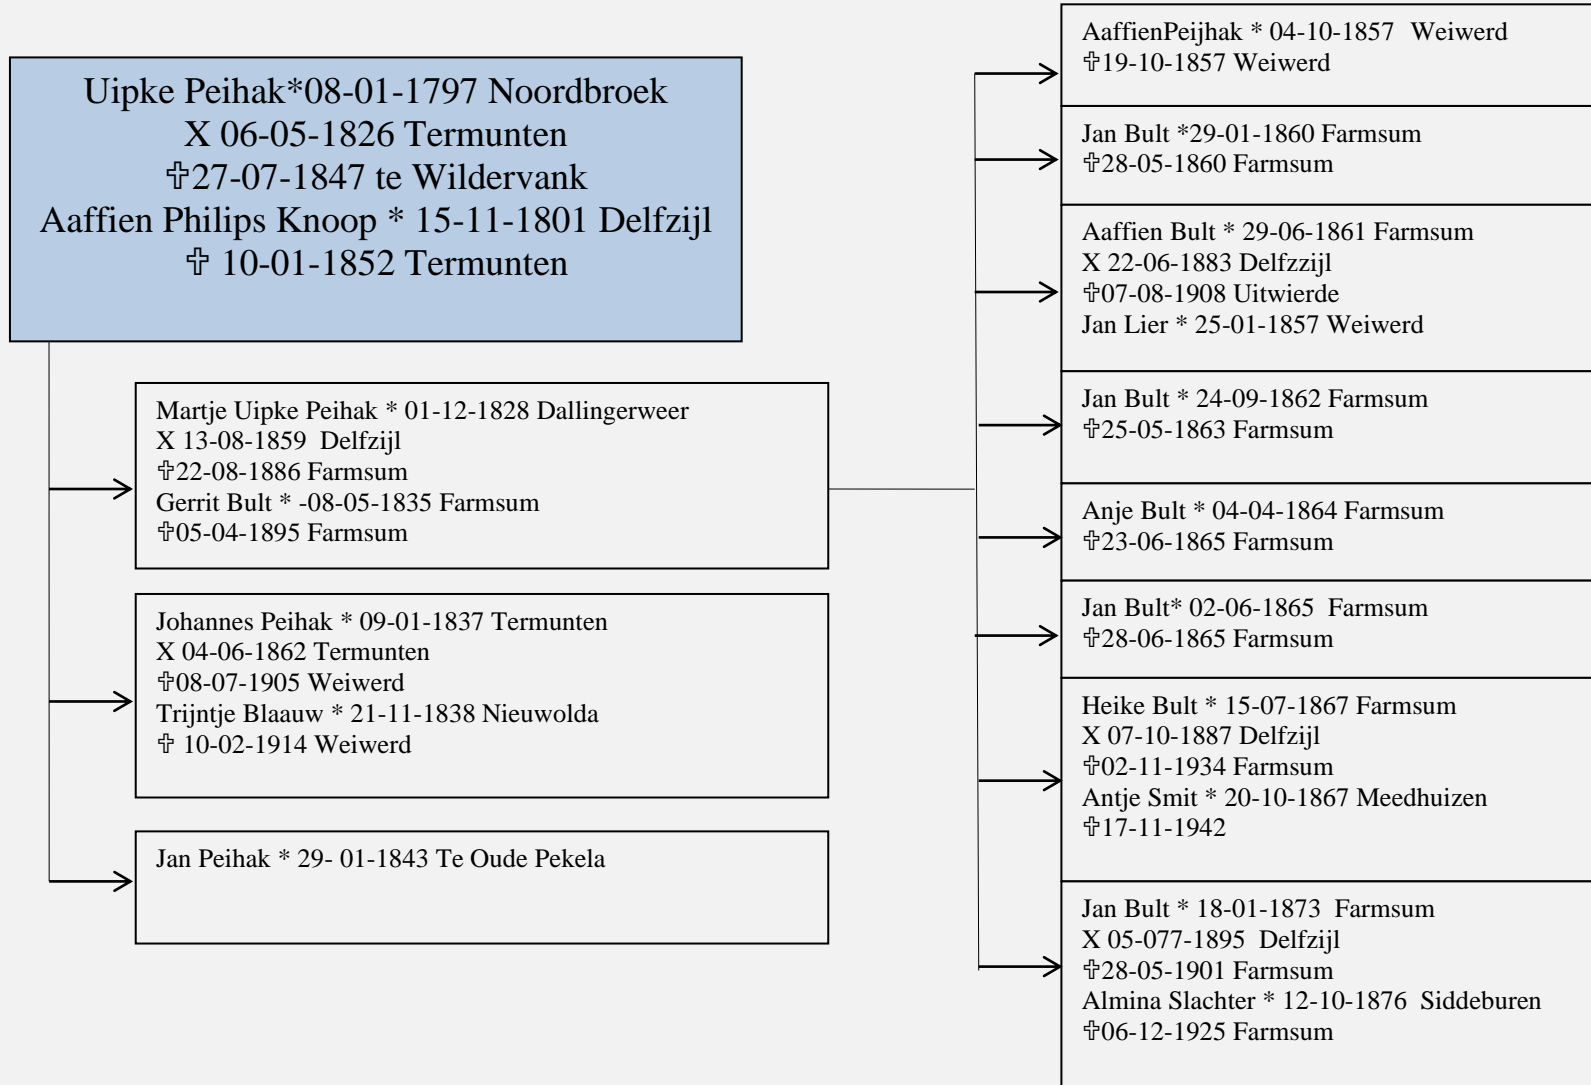 Uipke Peihak*08-01-1797 Noordbroek
X 06-05-1826 Termunten
✞27-07-1847 te Wildervank
Aaffien Philips Knoop * 15-11-1801 Delfzijl
✞ 10-01-1852 Termunten
Martje Uipke Peihak * 01-12-1828 Dallingerweer
X 13-08-1859 Delfzijl
✞22-08-1886 Farmsum
Gerrit Bult * -08-05-1835 Farmsum
✞05-04-1895 Farmsum
Johannes Peihak * 09-01-1837 Termunten
X 04-06-1862 Termunten
✞08-07-1905 Weiwerd
Trijntje Blaauw * 21-11-1838 Nieuwolda
✞ 10-02-1914 Weiwerd
Jan Peihak * 29- 01-1843 Te Oude Pekela
AaffienPeijhak * 04-10-1857 Weiwerd
✞19-10-1857 Weiwerd
Jan Bult *29-01-1860 Farmsum
✞28-05-1860 Farmsum
Aaffien Bult * 29-06-1861 Farmsum
X 22-06-1883 Delfzzijl
✞07-08-1908 Uitwierde
Jan Lier * 25-01-1857 Weiwerd
Jan Bult * 24-09-1862 Farmsum
✞25-05-1863 Farmsum
Anje Bult * 04-04-1864 Farmsum
✞23-06-1865 Farmsum
Jan Bult* 02-06-1865 Farmsum
✞28-06-1865 Farmsum
Heike Bult * 15-07-1867 Farmsum
X 07-10-1887 Delfzijl
✞02-11-1934 Farmsum
Antje Smit * 20-10-1867 Meedhuizen
✞17-11-1942
Jan Bult * 18-01-1873 Farmsum
X 05-077-1895 Delfzijl
✞28-05-1901 Farmsum
Almina Slachter * 12-10-1876 Siddeburen
✞06-12-1925 Farmsum